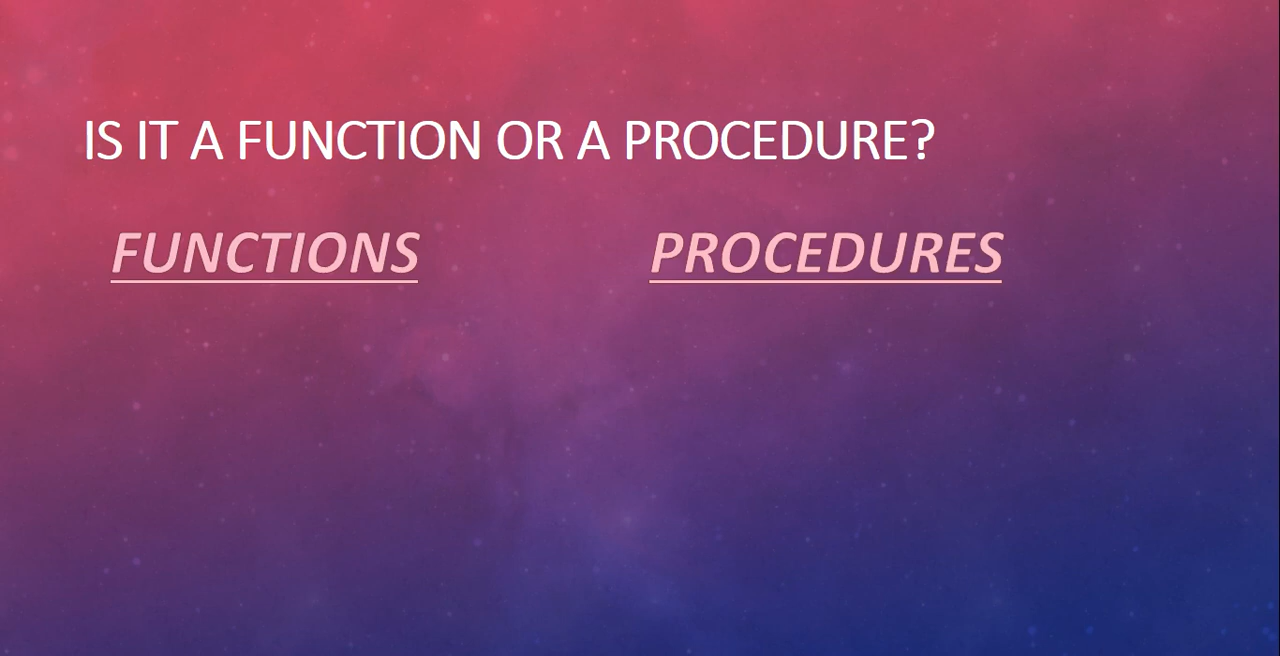 IS IT A FUNCTION OR A PROCEDURE?
FUNCTIONS
PROCEDURES